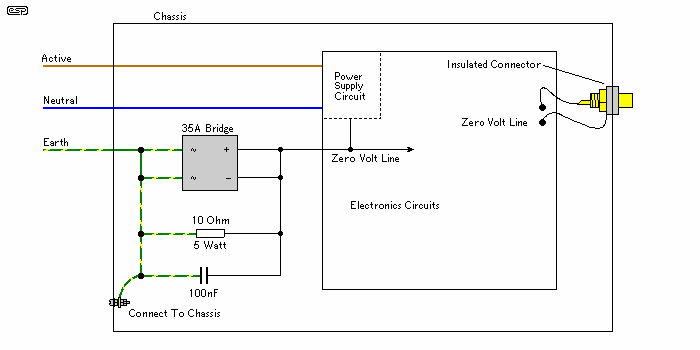 esp
Chassis
Active
Neutral
Earth
35A Bridge
~
+
~
−
10 Ohm
5 Watt
100nF
Connect To Chassis
Power
Supply
Circuit
Zero Volt Line
Electronics Circuits
Insulated Connector
Zero Volt Line